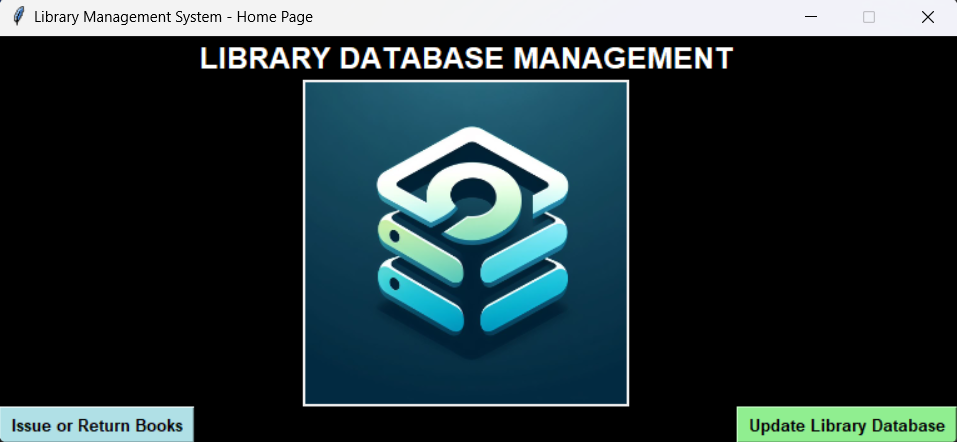 Library Management System - Home Page
LIBRARY DATABASE MANAGEMENT
Issue or Return Books
Update Library Database